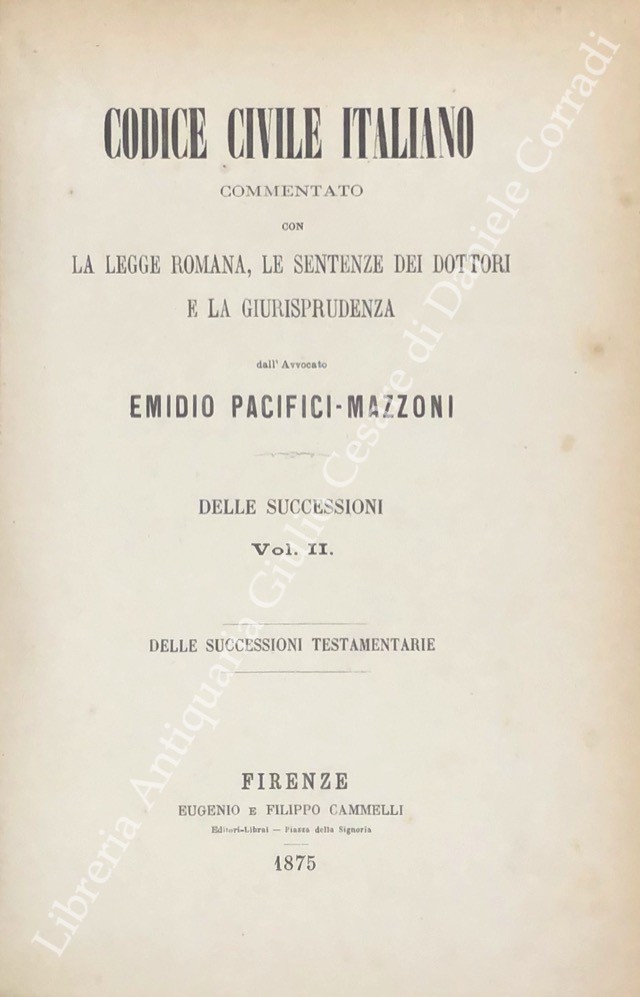 CODICE CIVILE ITALIANO
COMMENTATO
CON
LA LEGGE ROMANA, LE SENTENZE DEI DOTTORI
E LA GIURISPRUDENZA
dall' Avvocato
EMIDIO PACIFICI-MAZZONI
DELLE SUCCESSIONI
Vol. II.
DELLE SUCCESSIONI TESTAMENTARIE
FIRENZE
EUGENIO E FILIPPO CAMMELLI
Editori-Librai — Piazza della Signoria
1875
Libreria Antiquaria Giulio Cesare di Daniele Corradi